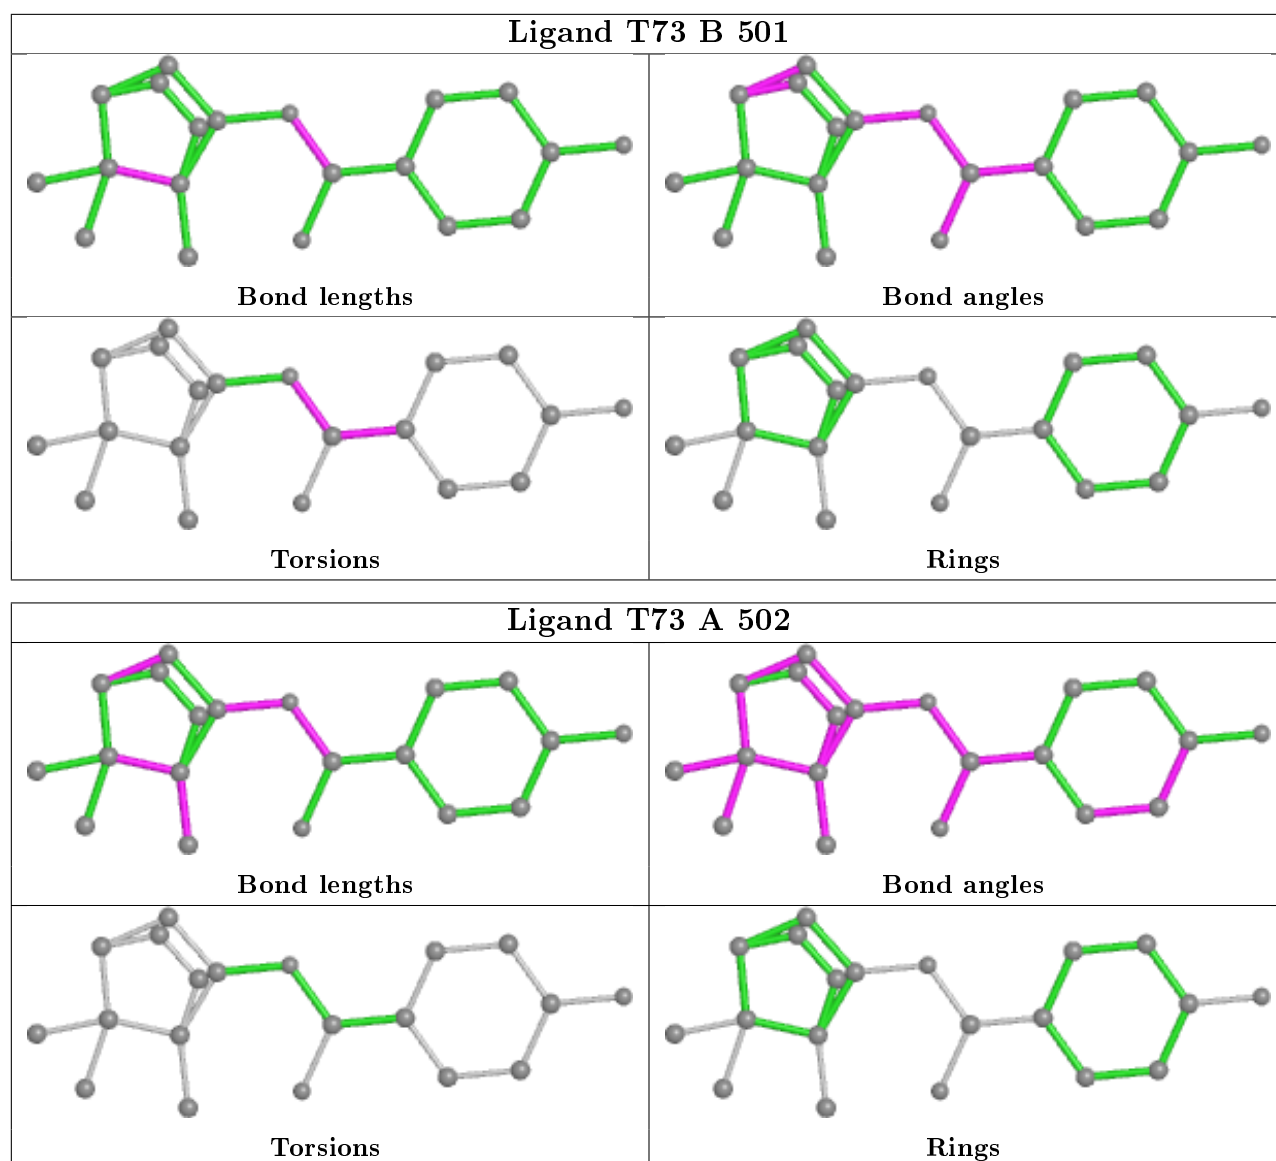 Ligand T73 B 501
Bond lengths
Bond angles
Torsions
Rings
Ligand T73 A 502
Bond lengths
Bond angles
Torsions
Rings